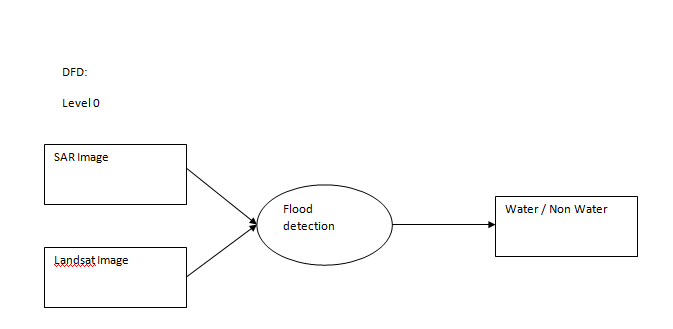 DFD:
Level 0
SAR Image
Landsat Image
Flood
detection
Water / Non Water